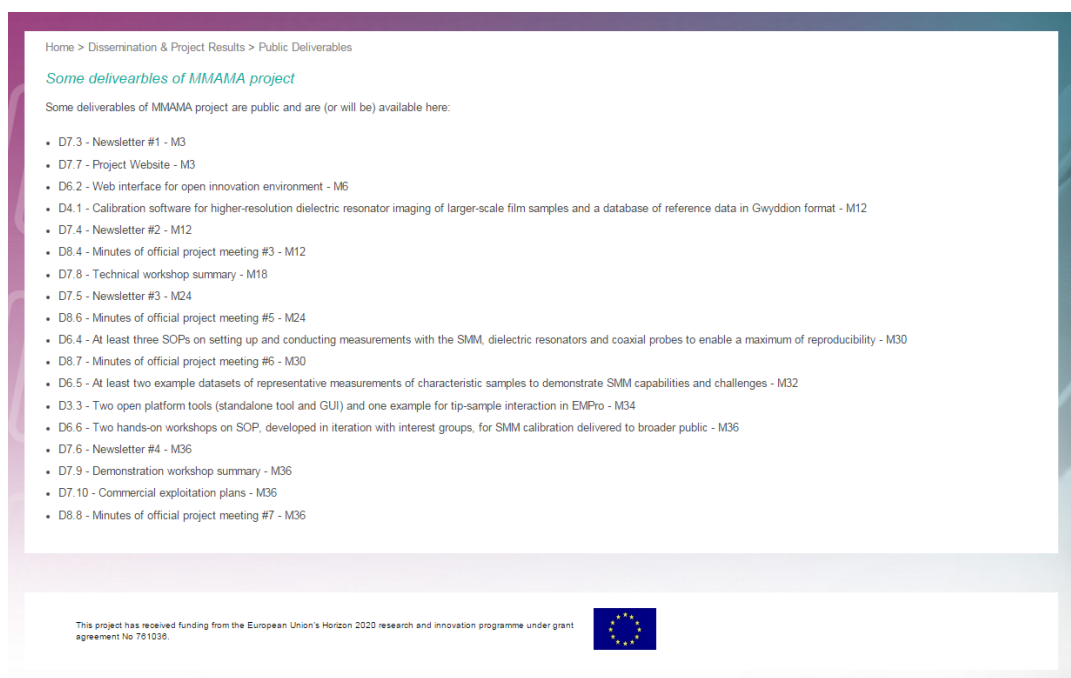 Home > Dissemination & Project Results > Public Deliverables
Some delivearbles of MMAMA project
Some deliverables of MMAMA project are public and are (or will be) available here:
• D7.3 - Newsletter #1 - M3
• D7.7 - Project Website - M3
• D6.2 - Web interface for open innovation environment - M6
• D4.1 - Calibration software for higher-resolution dielectric resonator imaging of larger-scale film samples and a database of reference data in Gwyddion format - M12
• D7.4 - Newsletter #2 - M12
• D8.4 - Minutes of official project meeting #3 - M12
• D7.8 - Technical workshop summary - M18
• D7.5 - Newsletter #3 - M24
• D8.6 - Minutes of official project meeting #5 - M24
• D6.4 - At least three SOPs on setting up and conducting measurements with the SMM, dielectric resonators and coaxial probes to enable a maximum of reproducibility - M30
• D8.7 - Minutes of official project meeting #6 - M30
• D6.5 - At least two example datasets of representative measurements of characteristic samples to demonstrate SMM capabilities and challenges - M32
• D3.3 - Two open platform tools (standalone tool and GUI) and one example for tip-sample interaction in EMPro - M34
• D6.6 - Two hands-on workshops on SOP, developed in iteration with interest groups, for SMM calibration delivered to broader public - M36
• D7.6 - Newsletter #4 - M36
• D7.9 - Demonstration workshop summary - M36
• D7.10 - Commercial exploitation plans - M36
• D8.8 - Minutes of official project meeting #7 - M36
This project has received funding from the European Union's Horizon 2020 research and innovation programme under grant
agreement No 761036.